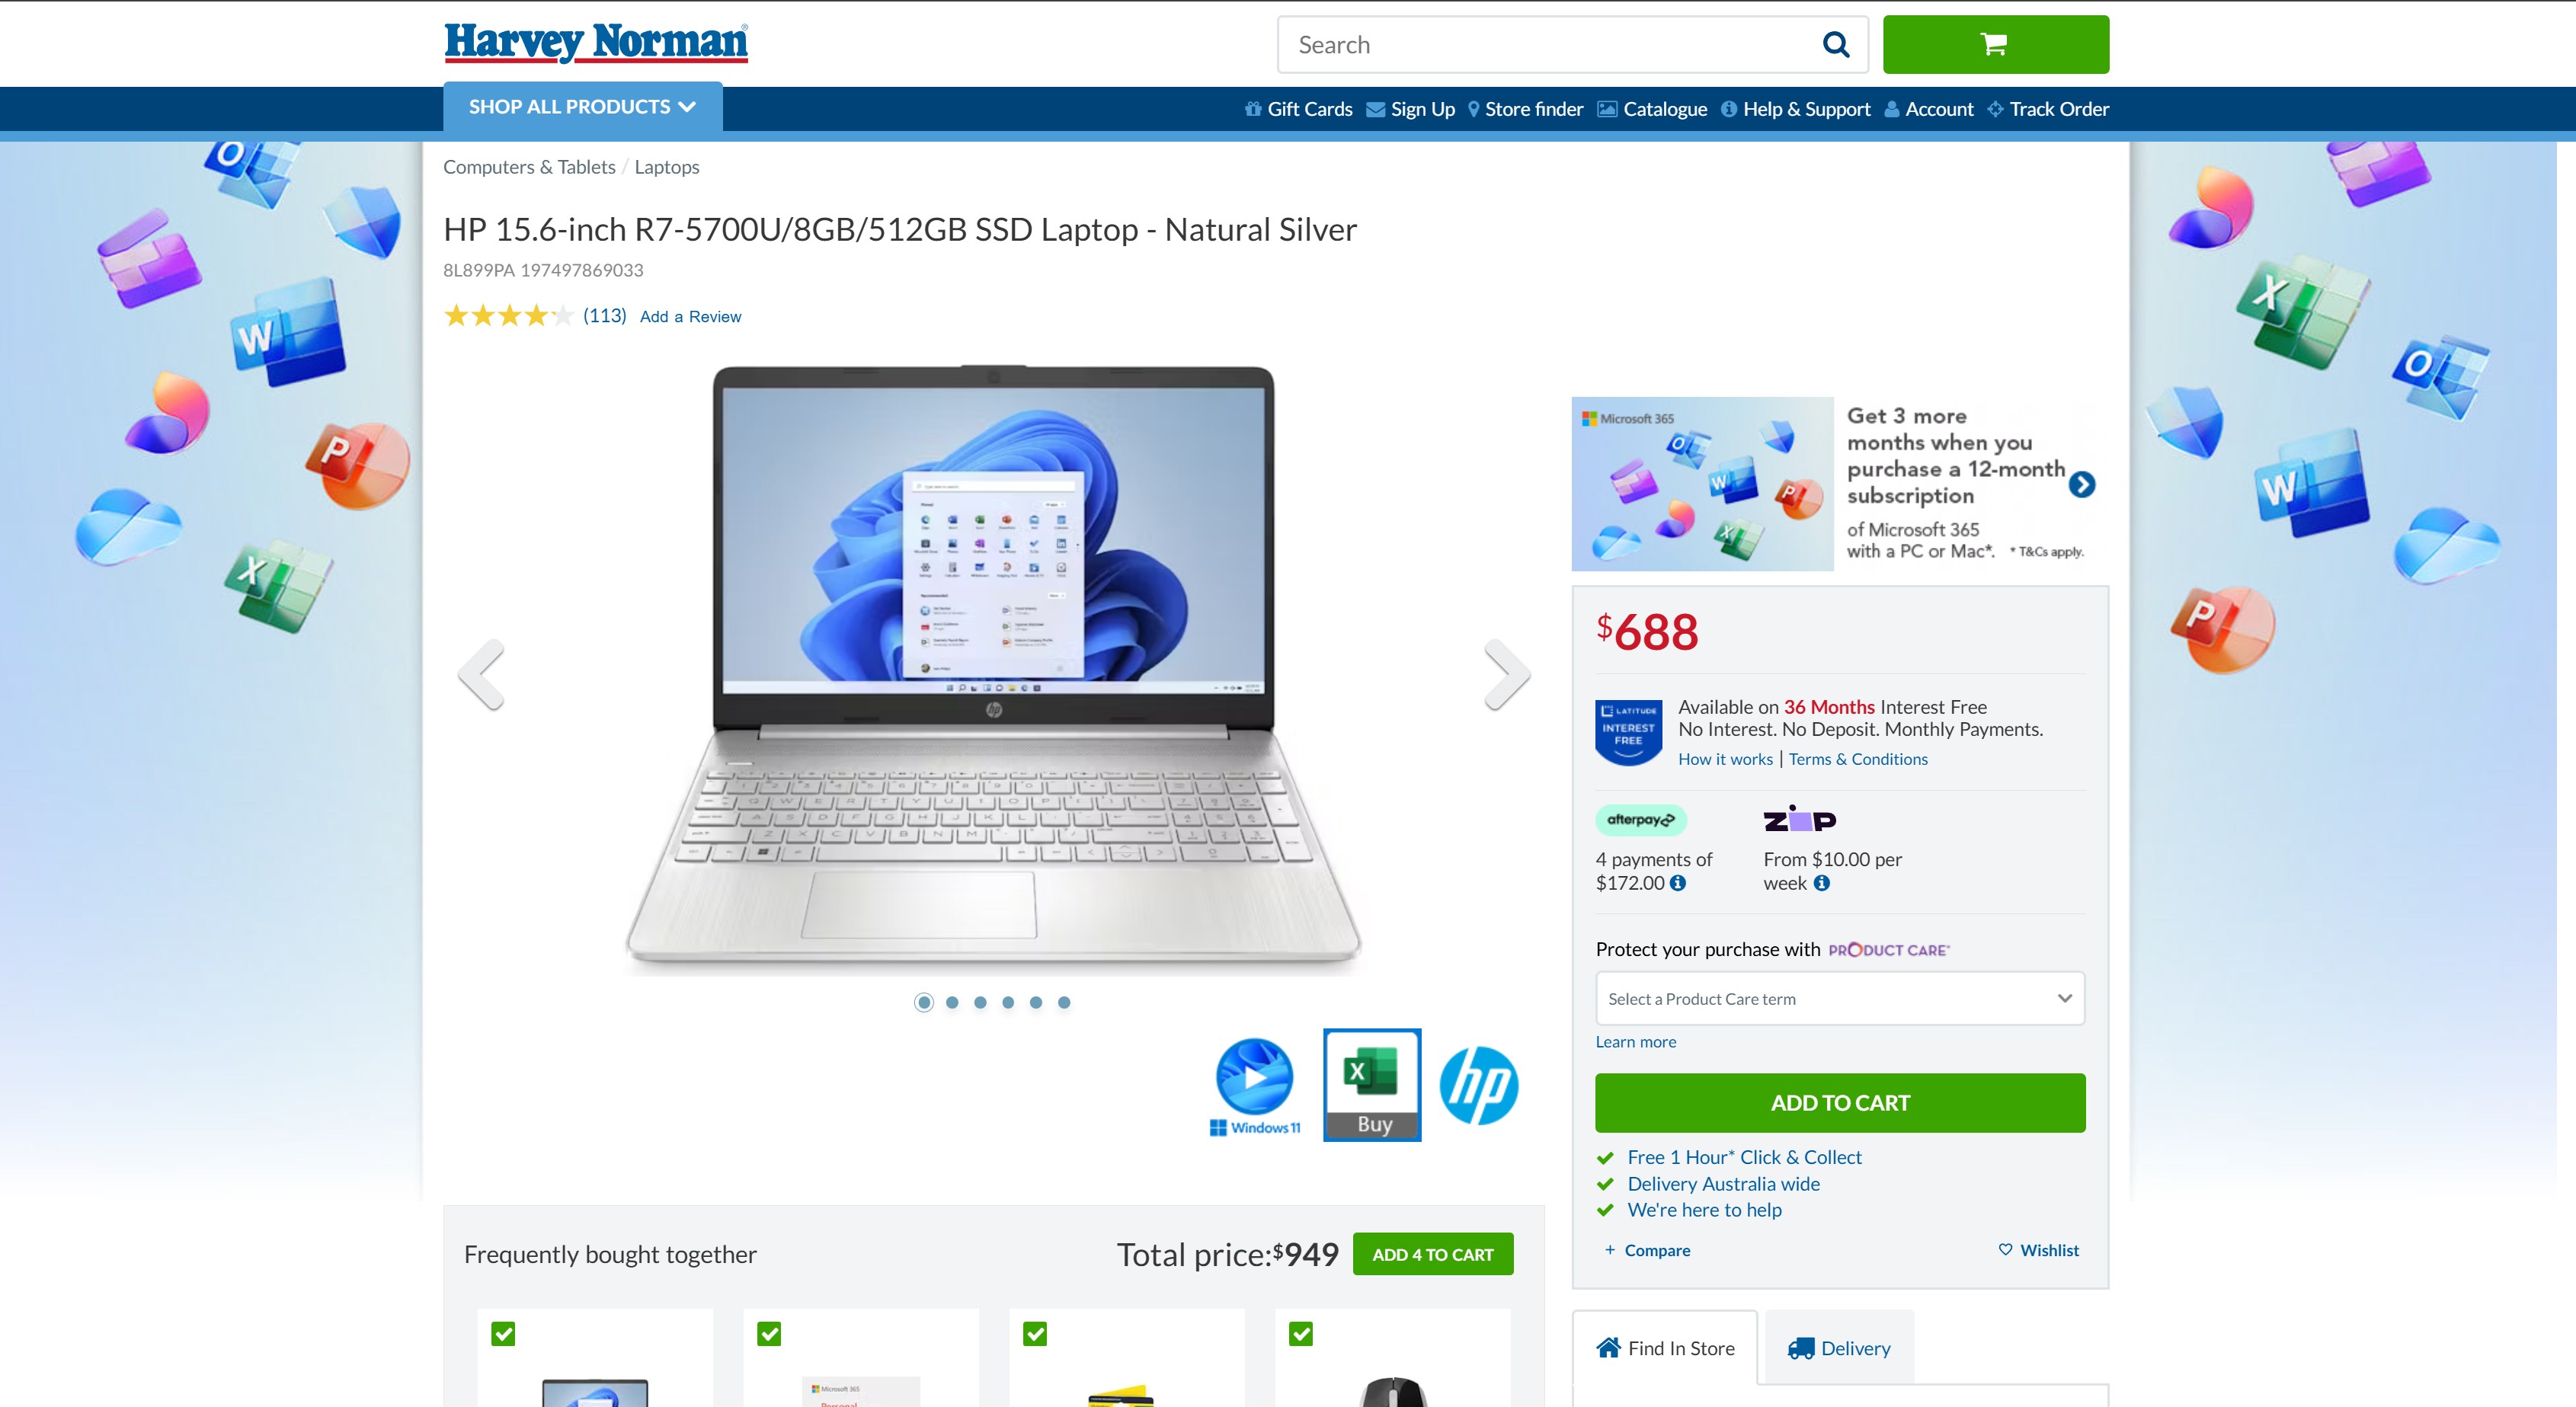 Harvey Norman
Search
SHOP ALL PRODUCTS
Gift Cards
Sign Up
Store finder
Catalogue
Help & Support
Account
Track Order
Computers & Tablets / Laptops
HP 15.6-inch R7-5700U/8GB/512GB SSD Laptop - Natural Silver
8L899PA 197497869033
(113) Add a Review
Microsoft 365
Get 3 more
months when you
purchase a 12-month
subscription
of Microsoft 365
with a PC or Mac*. * T&Cs apply.
$688
LATITUDE
INTEREST
FREE
Available on 36 Months Interest Free
No Interest. No Deposit. Monthly Payments.
How it works | Terms & Conditions
afterpay
ZIP
4 payments of
$172.00
From $10.00 per
week
Protect your purchase with PRODUCT CARE
Select a Product Care term
Learn more
ADD TO CART
Free 1 Hour* Click & Collect
Delivery Australia wide
We're here to help
+ Compare
Wishlist
Windows 11
X
Buy
hp
Frequently bought together
Total price:$949
ADD 4 TO CART
Microsoft 365
Personal
Find In Store
Delivery